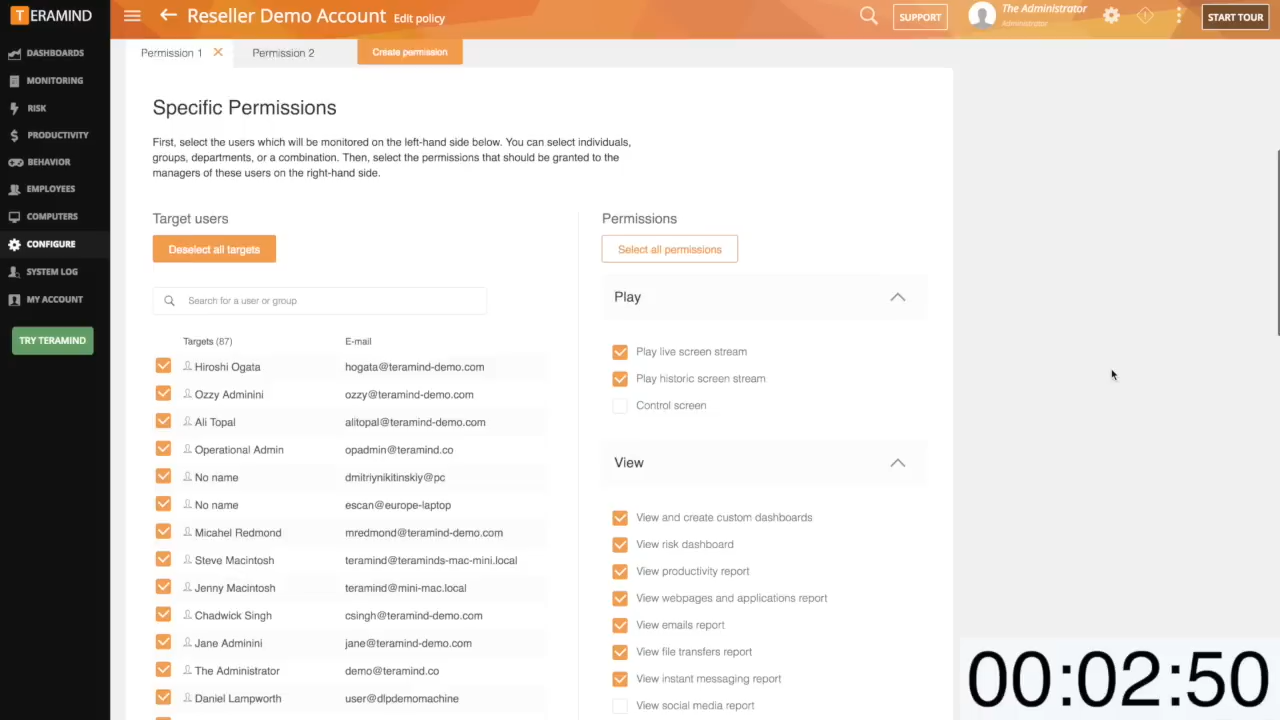 TERAMIND
Reseller Demo Account Edit policy
SUPPORT
The Administrator
Administrator
START TOUR
DASHBOARDS
MONITORING
RISK
PRODUCTIVITY
BEHAVIOR
EMPLOYEES
COMPUTERS
CONFIGURE
SYSTEM LOG
MY ACCOUNT
TRY TERAMIND
Permission 1
Permission 2
Create permission
Specific Permissions
First, select the users which will be monitored on the left-hand side below. You can select individuals,
groups, departments, or a combination. Then, select the permissions that should be granted to the
managers of these users on the right-hand side.
Target users
Deselect all targets
Search for a user or group
Targets (87) E-mail
Hiroshi Ogata hogata@teramind-demo.com
Ozzy Adminini ozzy@teramind-demo.com
Ali Topal alitopal@teramind-demo.com
Operational Admin opadmin@teramind.co
No name dmitriynikitinskiy@pc
No name escan@europe-laptop
Micahel Redmond mredmond@teramind-demo.com
Steve Macintosh teramind@teraminds-mac-mini.local
Jenny Macintosh teramind@mini-mac.local
Chadwick Singh csingh@teramind-demo.com
Jane Adminini jane@teramind-demo.com
The Administrator demo@teramind.co
Daniel Lampworth user@dlpdemomachine
Permissions
Select all permissions
Play
Play live screen stream
Play historic screen stream
Control screen
View
View and create custom dashboards
View risk dashboard
View productivity report
View webpages and applications report
View emails report
View file transfers report
View instant messaging report
View social media report
00:02:50